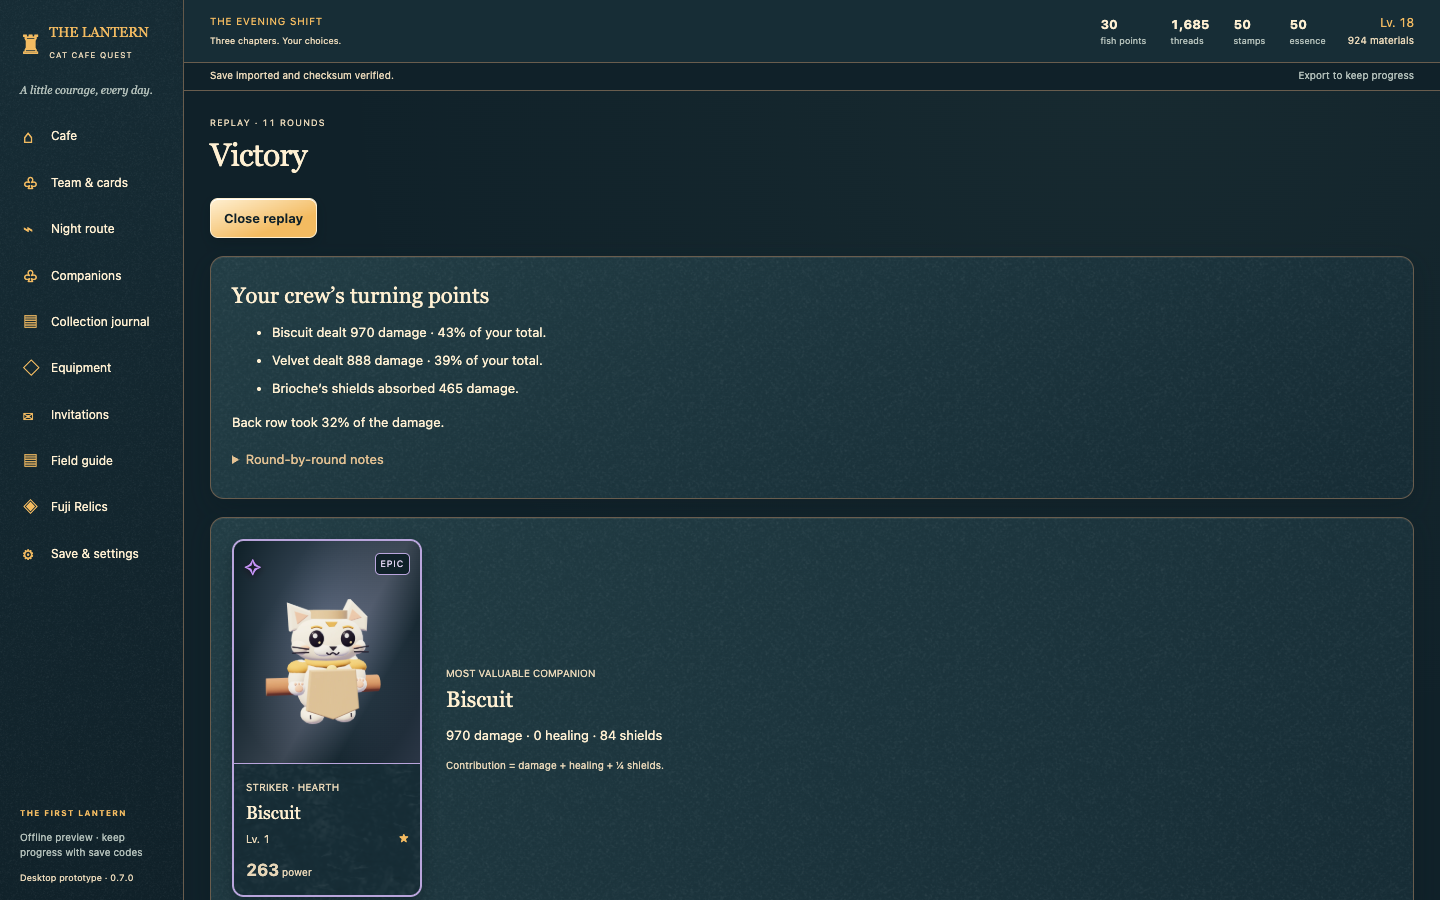 THE LANTERN
CAT CAFE QUEST
A little courage, every day.
Cafe
Team & cards
Night route
Companions
Collection journal
Equipment
Invitations
Field guide
Fuji Relics
Save & settings
THE FIRST LANTERN
Offline preview · keep
progress with save codes
Desktop prototype · 0.7.0
THE EVENING SHIFT
Three chapters. Your choices.
30
fish points
1,685
threads
50
stamps
50
essence
Lv. 18
924 materials
Save imported and checksum verified.
Export to keep progress
REPLAY · 11 ROUNDS
Victory
Close replay
Your crew’s turning points
• Biscuit dealt 970 damage · 43% of your total.
• Velvet dealt 888 damage · 39% of your total.
• Brioche’s shields absorbed 465 damage.
Back row took 32% of the damage.
Round-by-round notes
EPIC
STRIKER · HEARTH
Biscuit
Lv. 1
263 power
MOST VALUABLE COMPANION
Biscuit
970 damage · 0 healing · 84 shields
Contribution = damage + healing + ¼ shields.